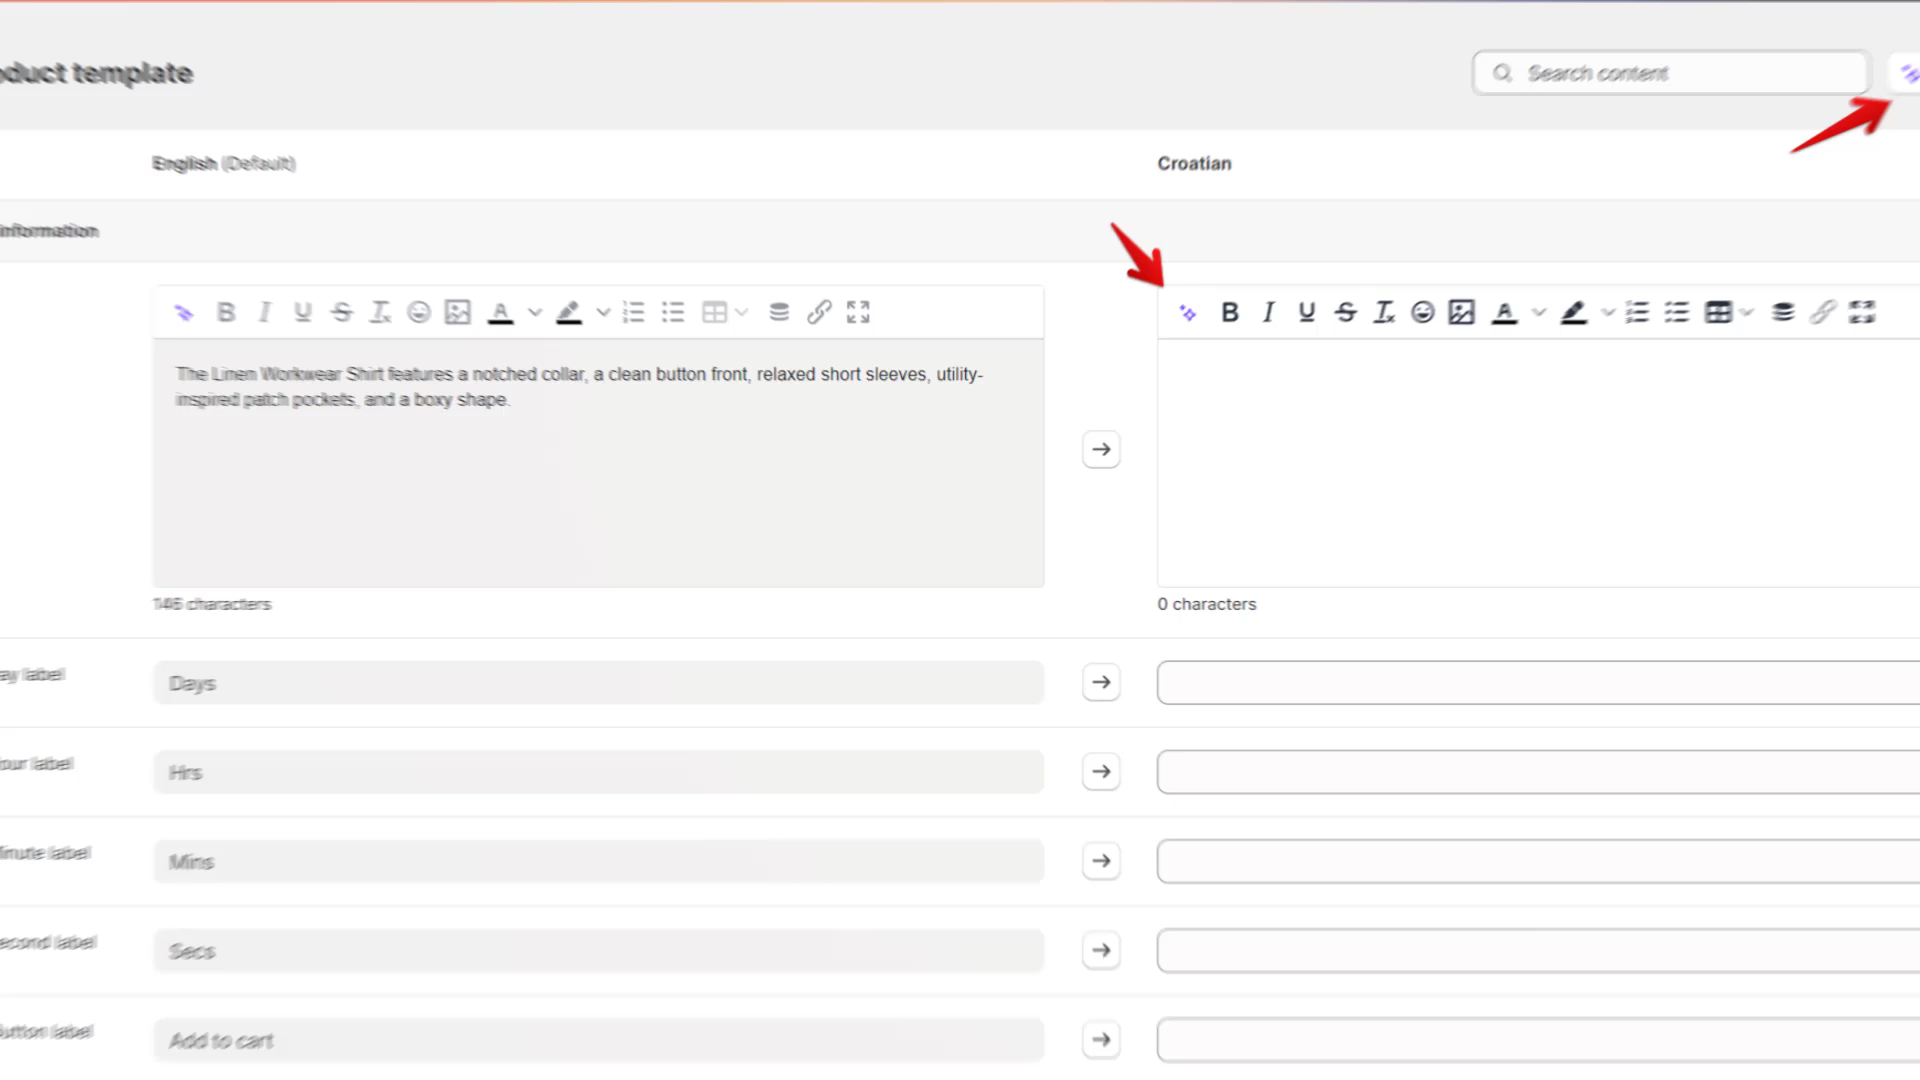 oduct template
Search content
English (Default)
Croatian
information
B I U S
A
B I U S
A
The Linen Workwear Shirt features a notched collar, a clean button front, relaxed short sleeves, utility-
inspired patch pockets, and a boxy shape.
146 characters
0 characters
ay label
Days
our label
Hrs
inute label
Mins
econd label
Secs
utton label
Add to cart